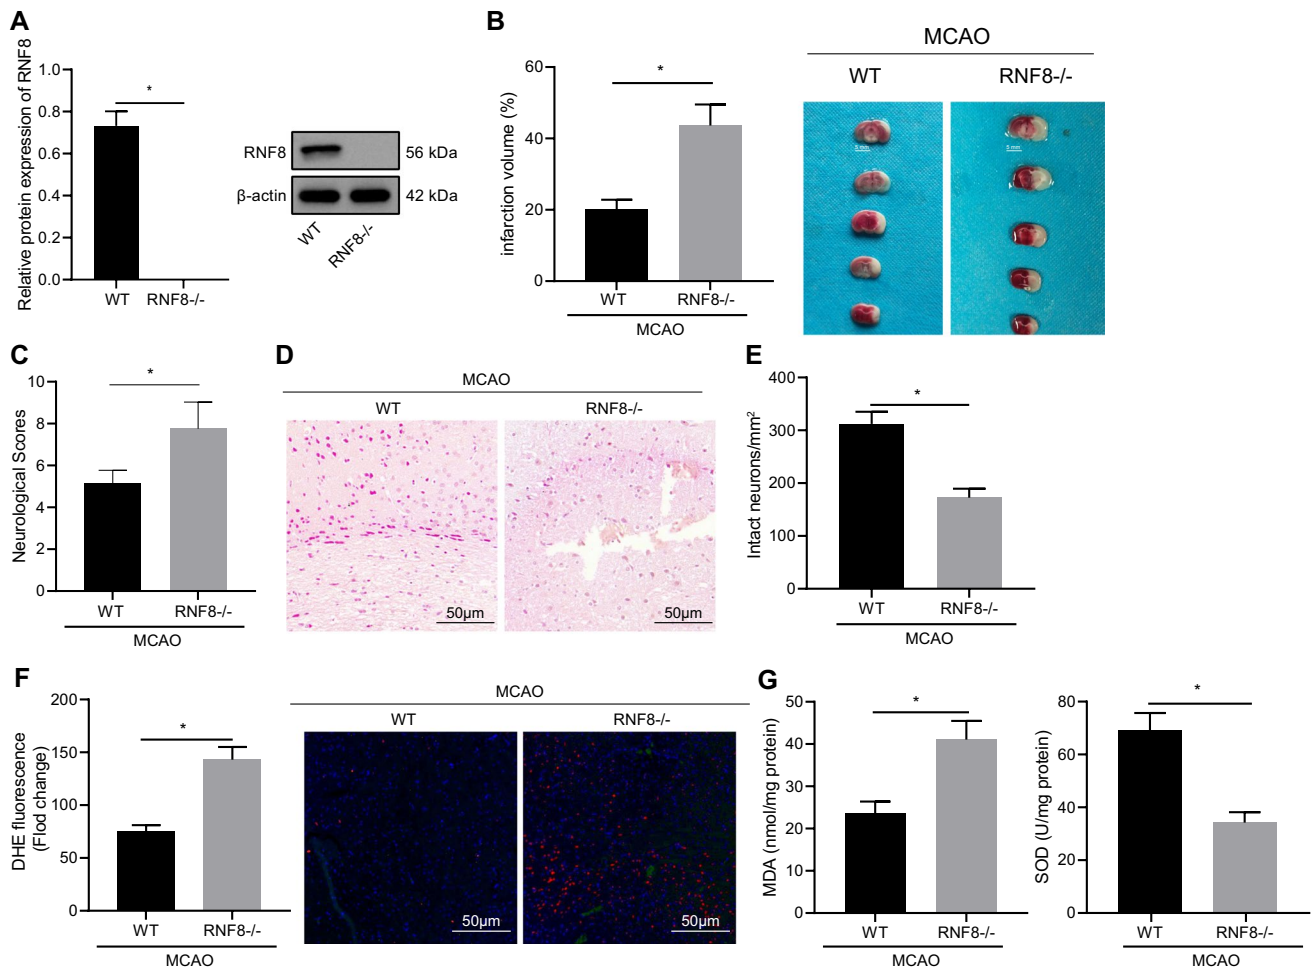 A
Relative protein expression of RNF8
1.0
0.8
0.6
0.4
0.2
0.0
*
WT
RNF8-/-
RNF8
56 kDa
β-actin
42 kDa
WT
RNF8-/-
B
infarction volume (%)
60
40
20
0
*
WT
RNF8-/-
MCAO
MCAO
WT
RNF8-/-
5 mm
5 mm
C
Neurological Scores
10
8
6
4
2
0
*
WT
RNF8-/-
MCAO
D
MCAO
WT
RNF8-/-
50μm
50μm
E
Intact neurons/mm²
400
300
200
100
0
*
WT
RNF8-/-
MCAO
F
DHE fluorescence
(Flod change)
200
150
100
50
0
*
WT
RNF8-/-
MCAO
MCAO
WT
RNF8-/-
50μm
50μm
G
MDA (nmol/mg protein)
50
40
30
20
10
0
*
WT
RNF8-/-
MCAO
SOD (U/mg protein)
80
60
40
20
0
*
WT
RNF8-/-
MCAO